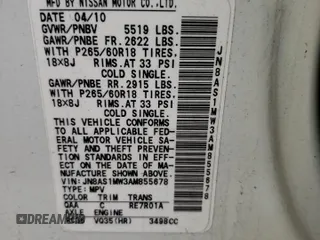 MFD BY NISSAN MOTOR CO., LTD.
DATE 04/10
GVWR/PNBV 5519 LBS.
GAWR/PNBE FR. 2622 LBS.
WITH P265/60R18 TIRES.
18×8J RIMS.AT 33 PSI
COLD SINGLE.
GAWR/PNBE RR. 2915 LBS.
WITH P265/60R18 TIRES.
18×8J RIMS.AT 33 PSI
COLD SINGLE.
THIS VEHICLE CONFORMS
TO ALL APPLICABLE FED-
ERAL MOTOR VEHICLE SA-
FETY AND THEFT PREVEN-
TION STANDARDS IN EFF-
ECT ON THE DATE OF
MANUFACTURE SHOWN ABOVE.
VIN: JN8AS1MW3AM855678
TYPE: MPV
COLOR TRIM TRANS
QAA C RE7R01A
AXLE ENGINE
VQ35(HR) 3498CC
JN8AS1MW3AM855678